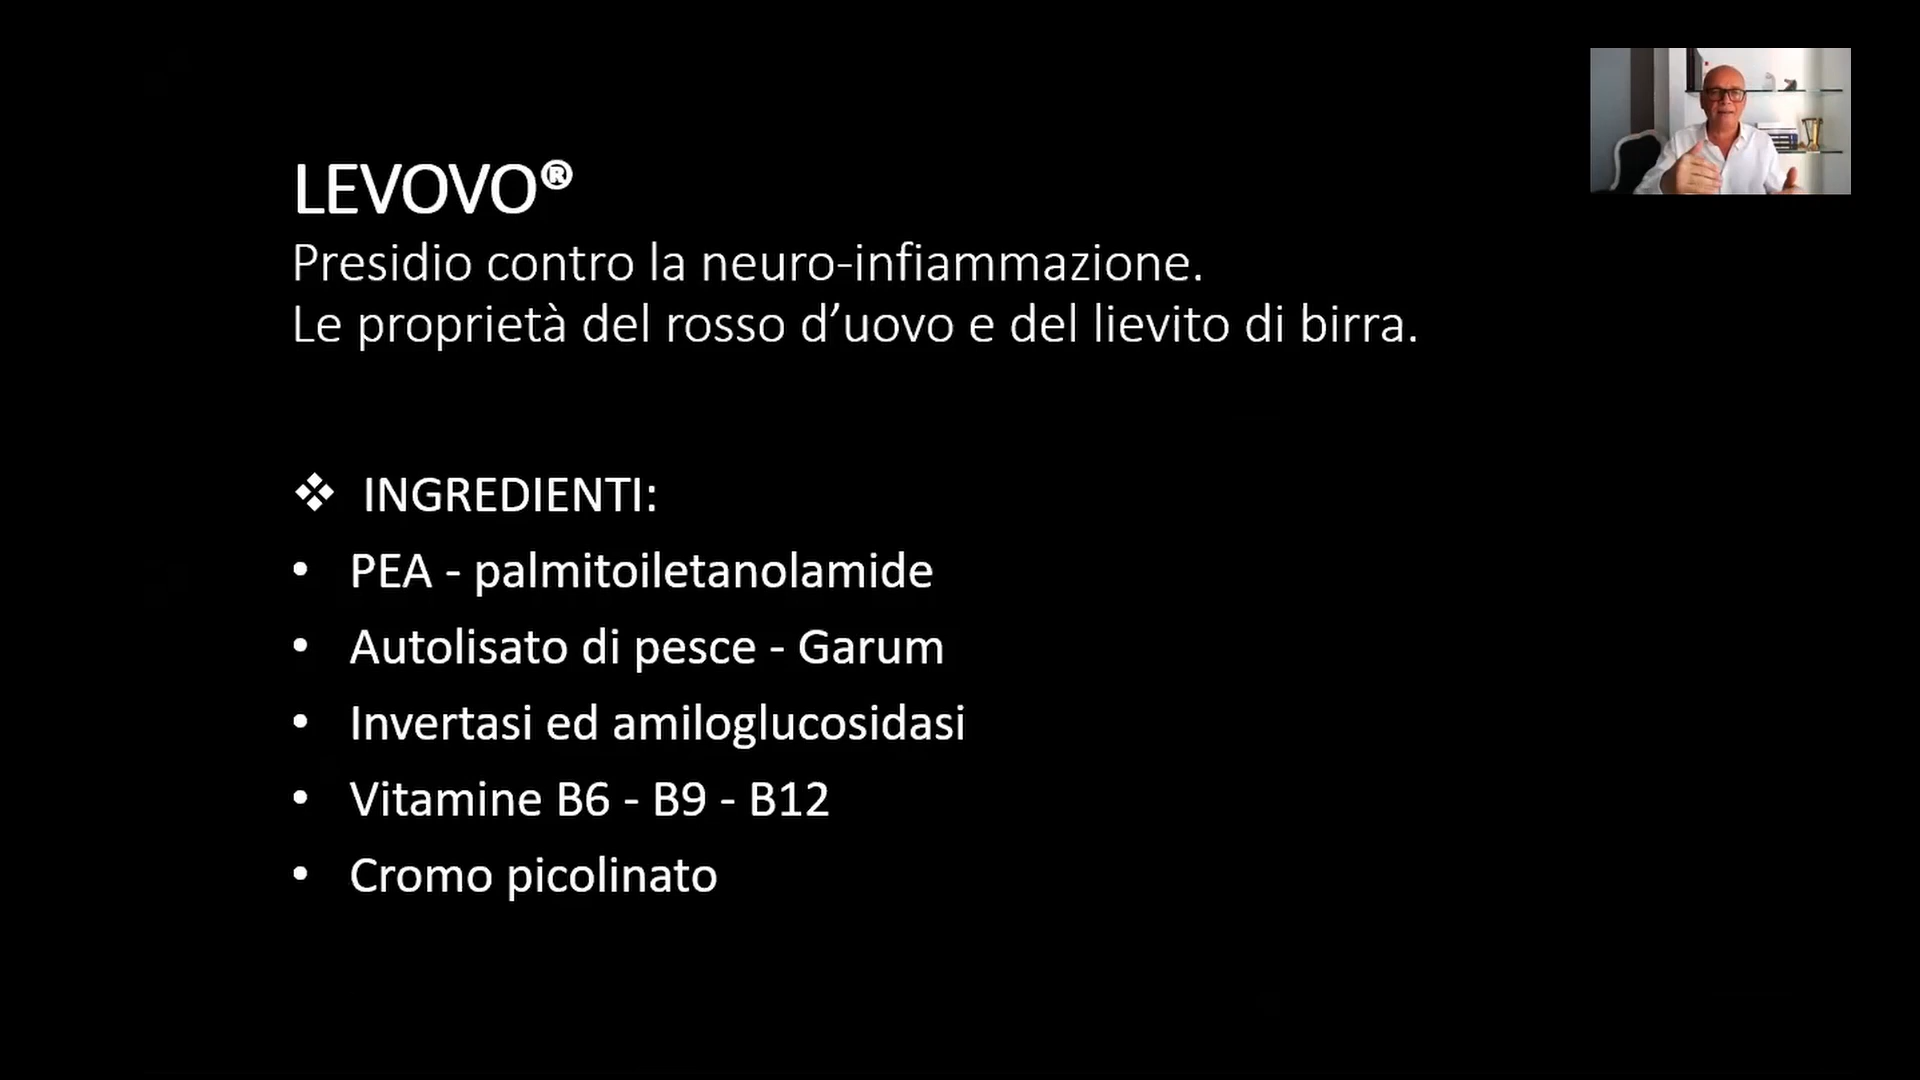 LEVOVO®
Presidio contro la neuro-infiammazione.
Le proprietà del rosso d’uovo e del lievito di birra.
❖ INGREDIENTI:
• PEA - palmitoiletanolamide
• Autolisato di pesce - Garum
• Invertasi ed amiloglucosidasi
• Vitamine B6 - B9 - B12
• Cromo picolinato